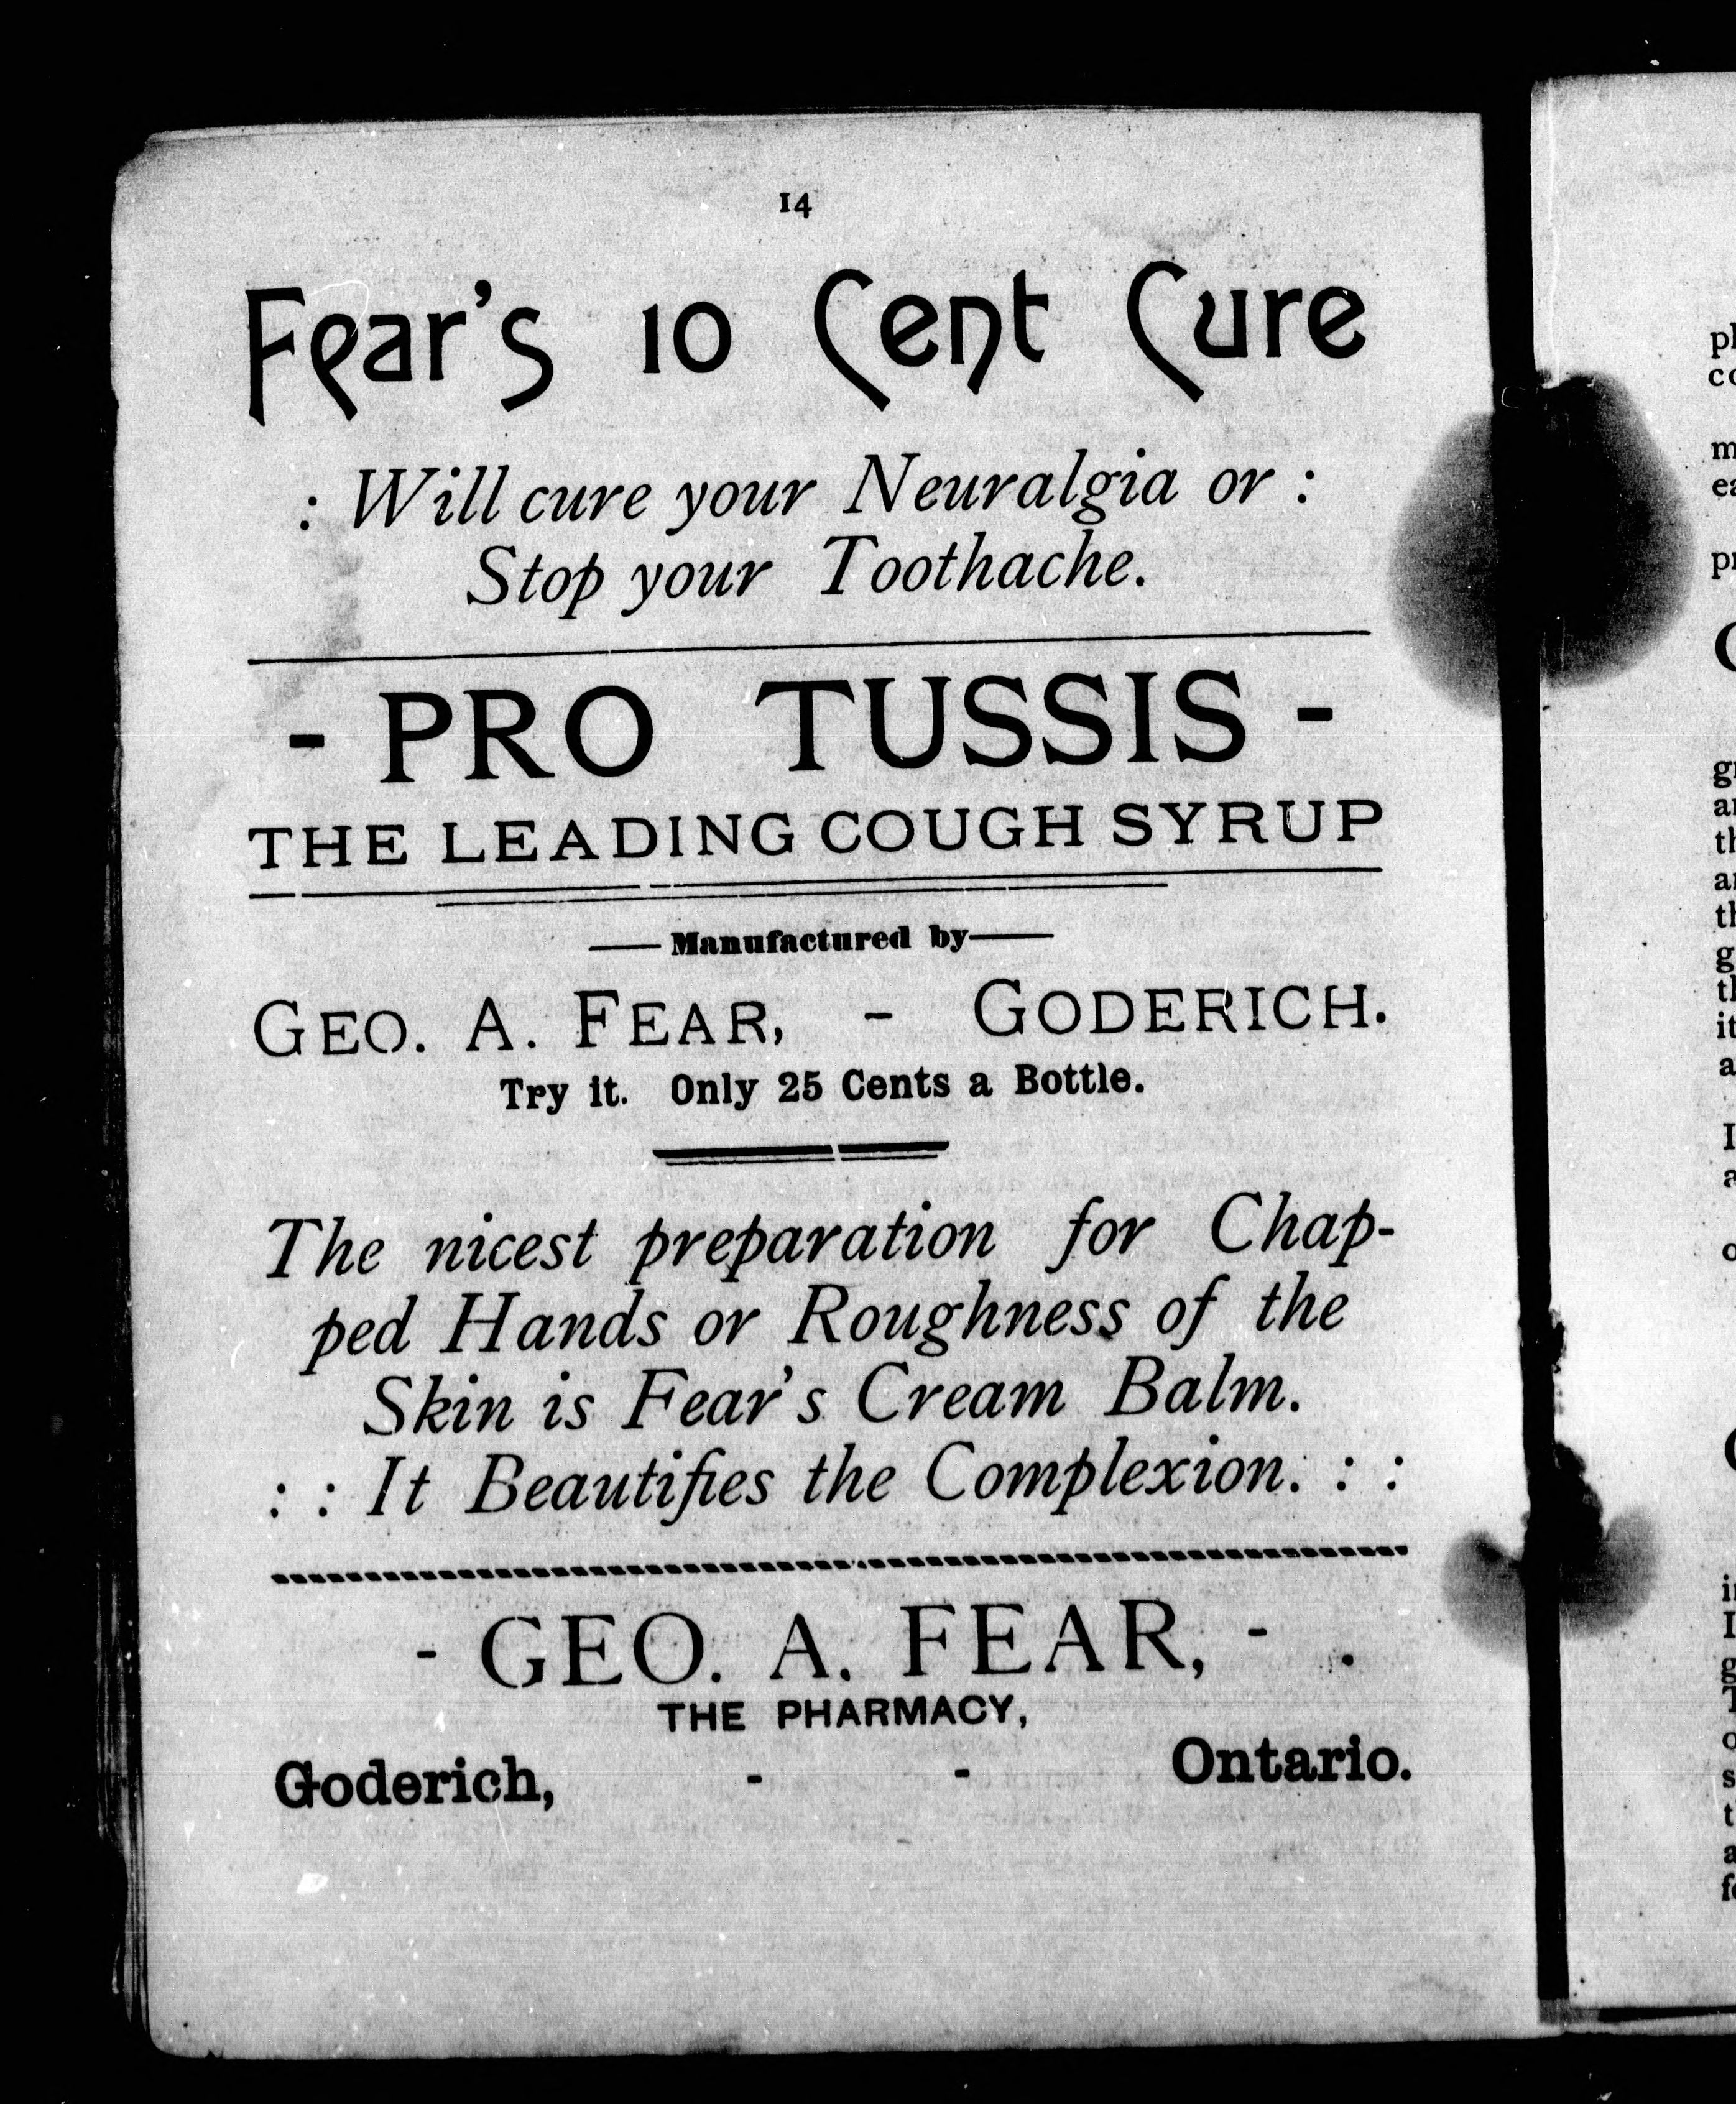 14
Fear's 10 Cent Cure
: Will cure your Neuralgia or :
Stop your Toothache.
- PRO TUSSIS -
THE LEADING COUGH SYRUP
— Manufactured by —
GEO. A. FEAR, - GODERICH.
Try it. Only 25 Cents a Bottle.
The nicest preparation for Chap-
ped Hands or Roughness of the
Skin is Fear's Cream Balm.
: : It Beautifies the Complexion. : :
- GEO. A. FEAR, - .
THE PHARMACY,
Goderich, - - Ontario.